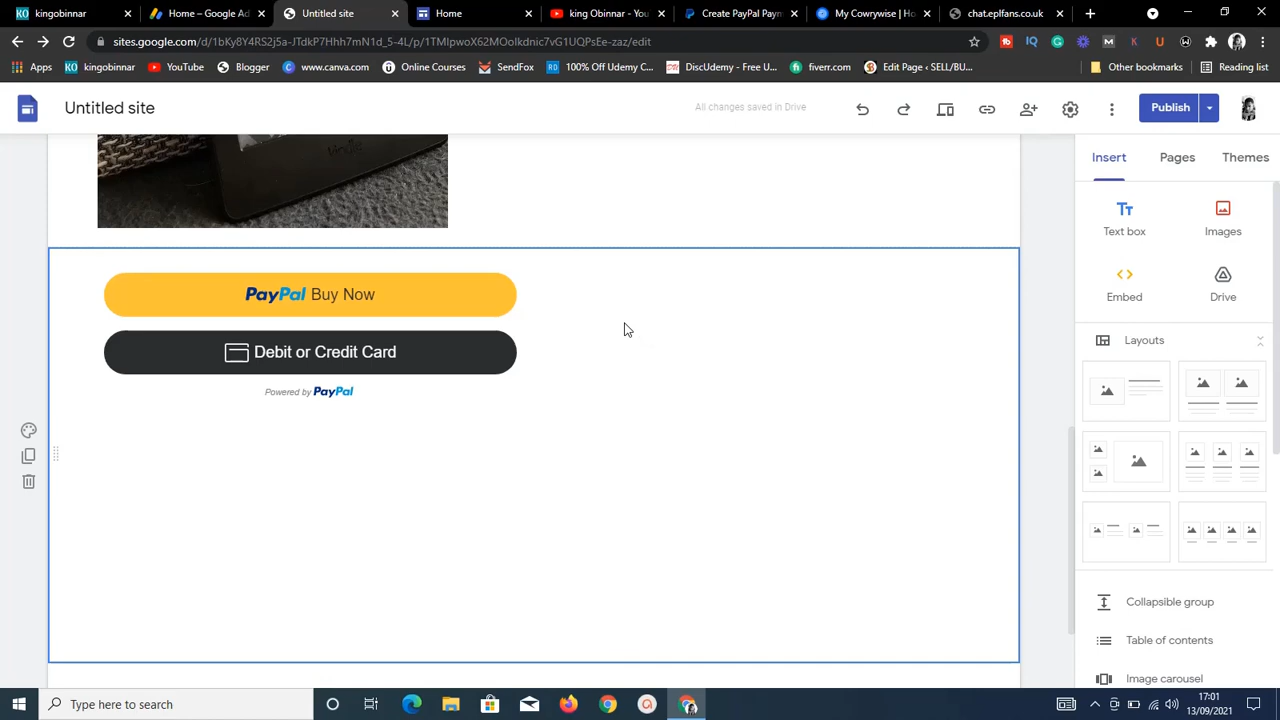 kingobinnar
Home – Google Ad
Untitled site
Home
king Obinnar - You
Create PayPal Paym
My Cowrywise | Ho
chat.elfans.co.uk
sites.google.com/d/1bKy8Y4RS2j5a-JTdkP7Hhh7mN1d_5-4L/p/1TMlpwoX62MOoIkdnic7vG1UQPsEe-zaz/edit
Apps
kingobinnar
YouTube
Blogger
www.canva.com
Online Courses
SendFox
100% Off Udemy C...
DiscUdemy - Free U...
fiverr.com
Edit Page ‹ SELL/BU...
Other bookmarks
Reading list
Untitled site
All changes saved in Drive
Publish
Insert
Pages
Themes
Text box
Images
Embed
Drive
Layouts
PayPal Buy Now
Debit or Credit Card
Powered by PayPal
Collapsible group
Table of contents
Image carousel
Type here to search
17:01
13/09/2021